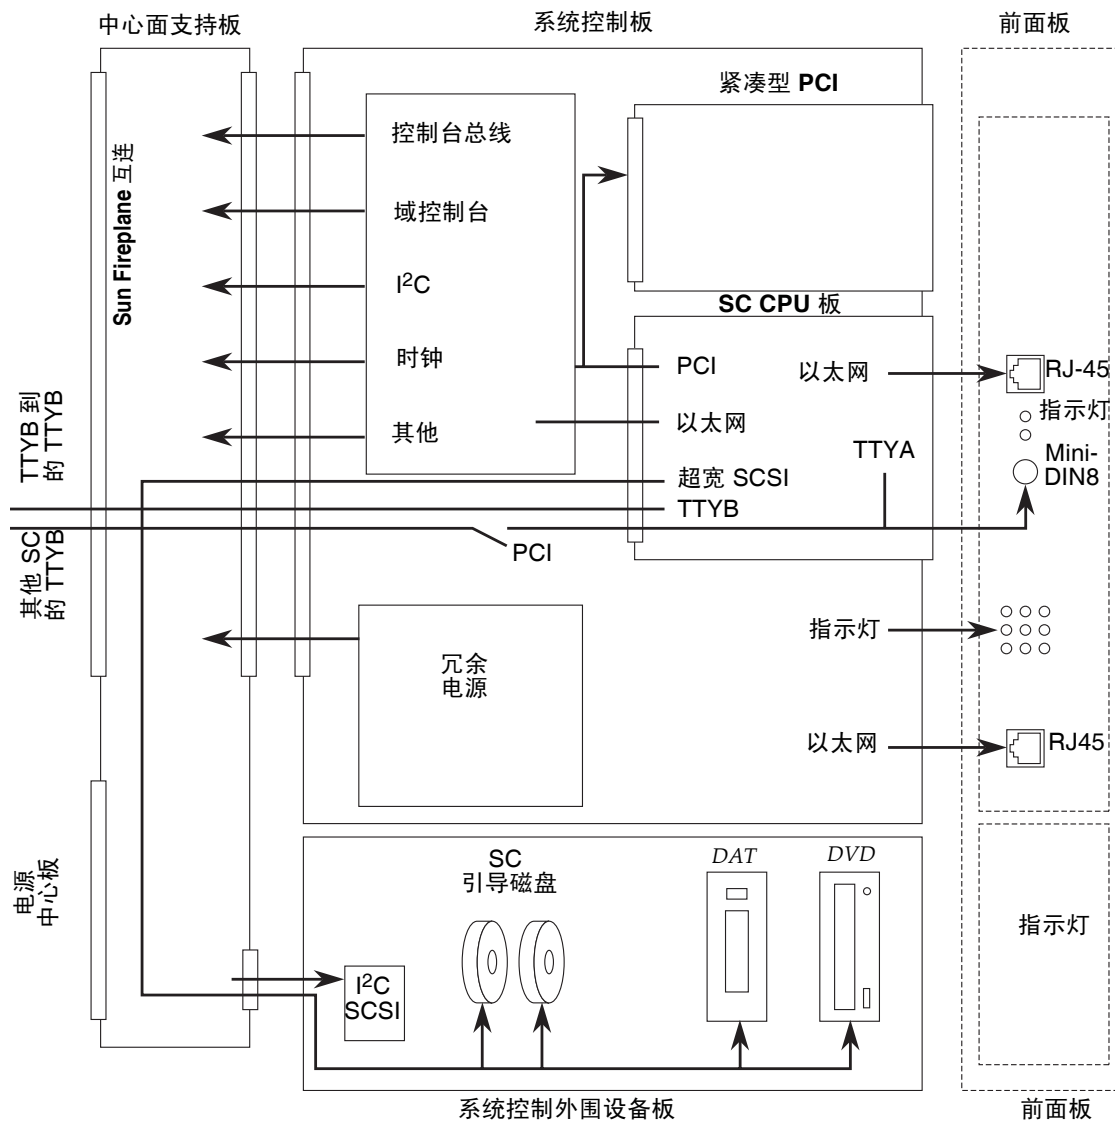 中心面支持板
系统控制板
前面板
紧凑型 PCI
控制台总线
域控制台
I²C
时钟
其他
Sun Fireplane 互连
SC CPU 板
PCI
以太网
RJ-45
指示灯
以太网
TTYA
Mini-
DIN8
超宽 SCSI
TTYB
TTYB 到
的 TTYB
PCI
其他 SC
的 TTYB
指示灯
冗余
电源
以太网
RJ45
电源
中心板
SC
引导磁盘
DAT
DVD
指示灯
I²C
SCSI
系统控制外围设备板
前面板